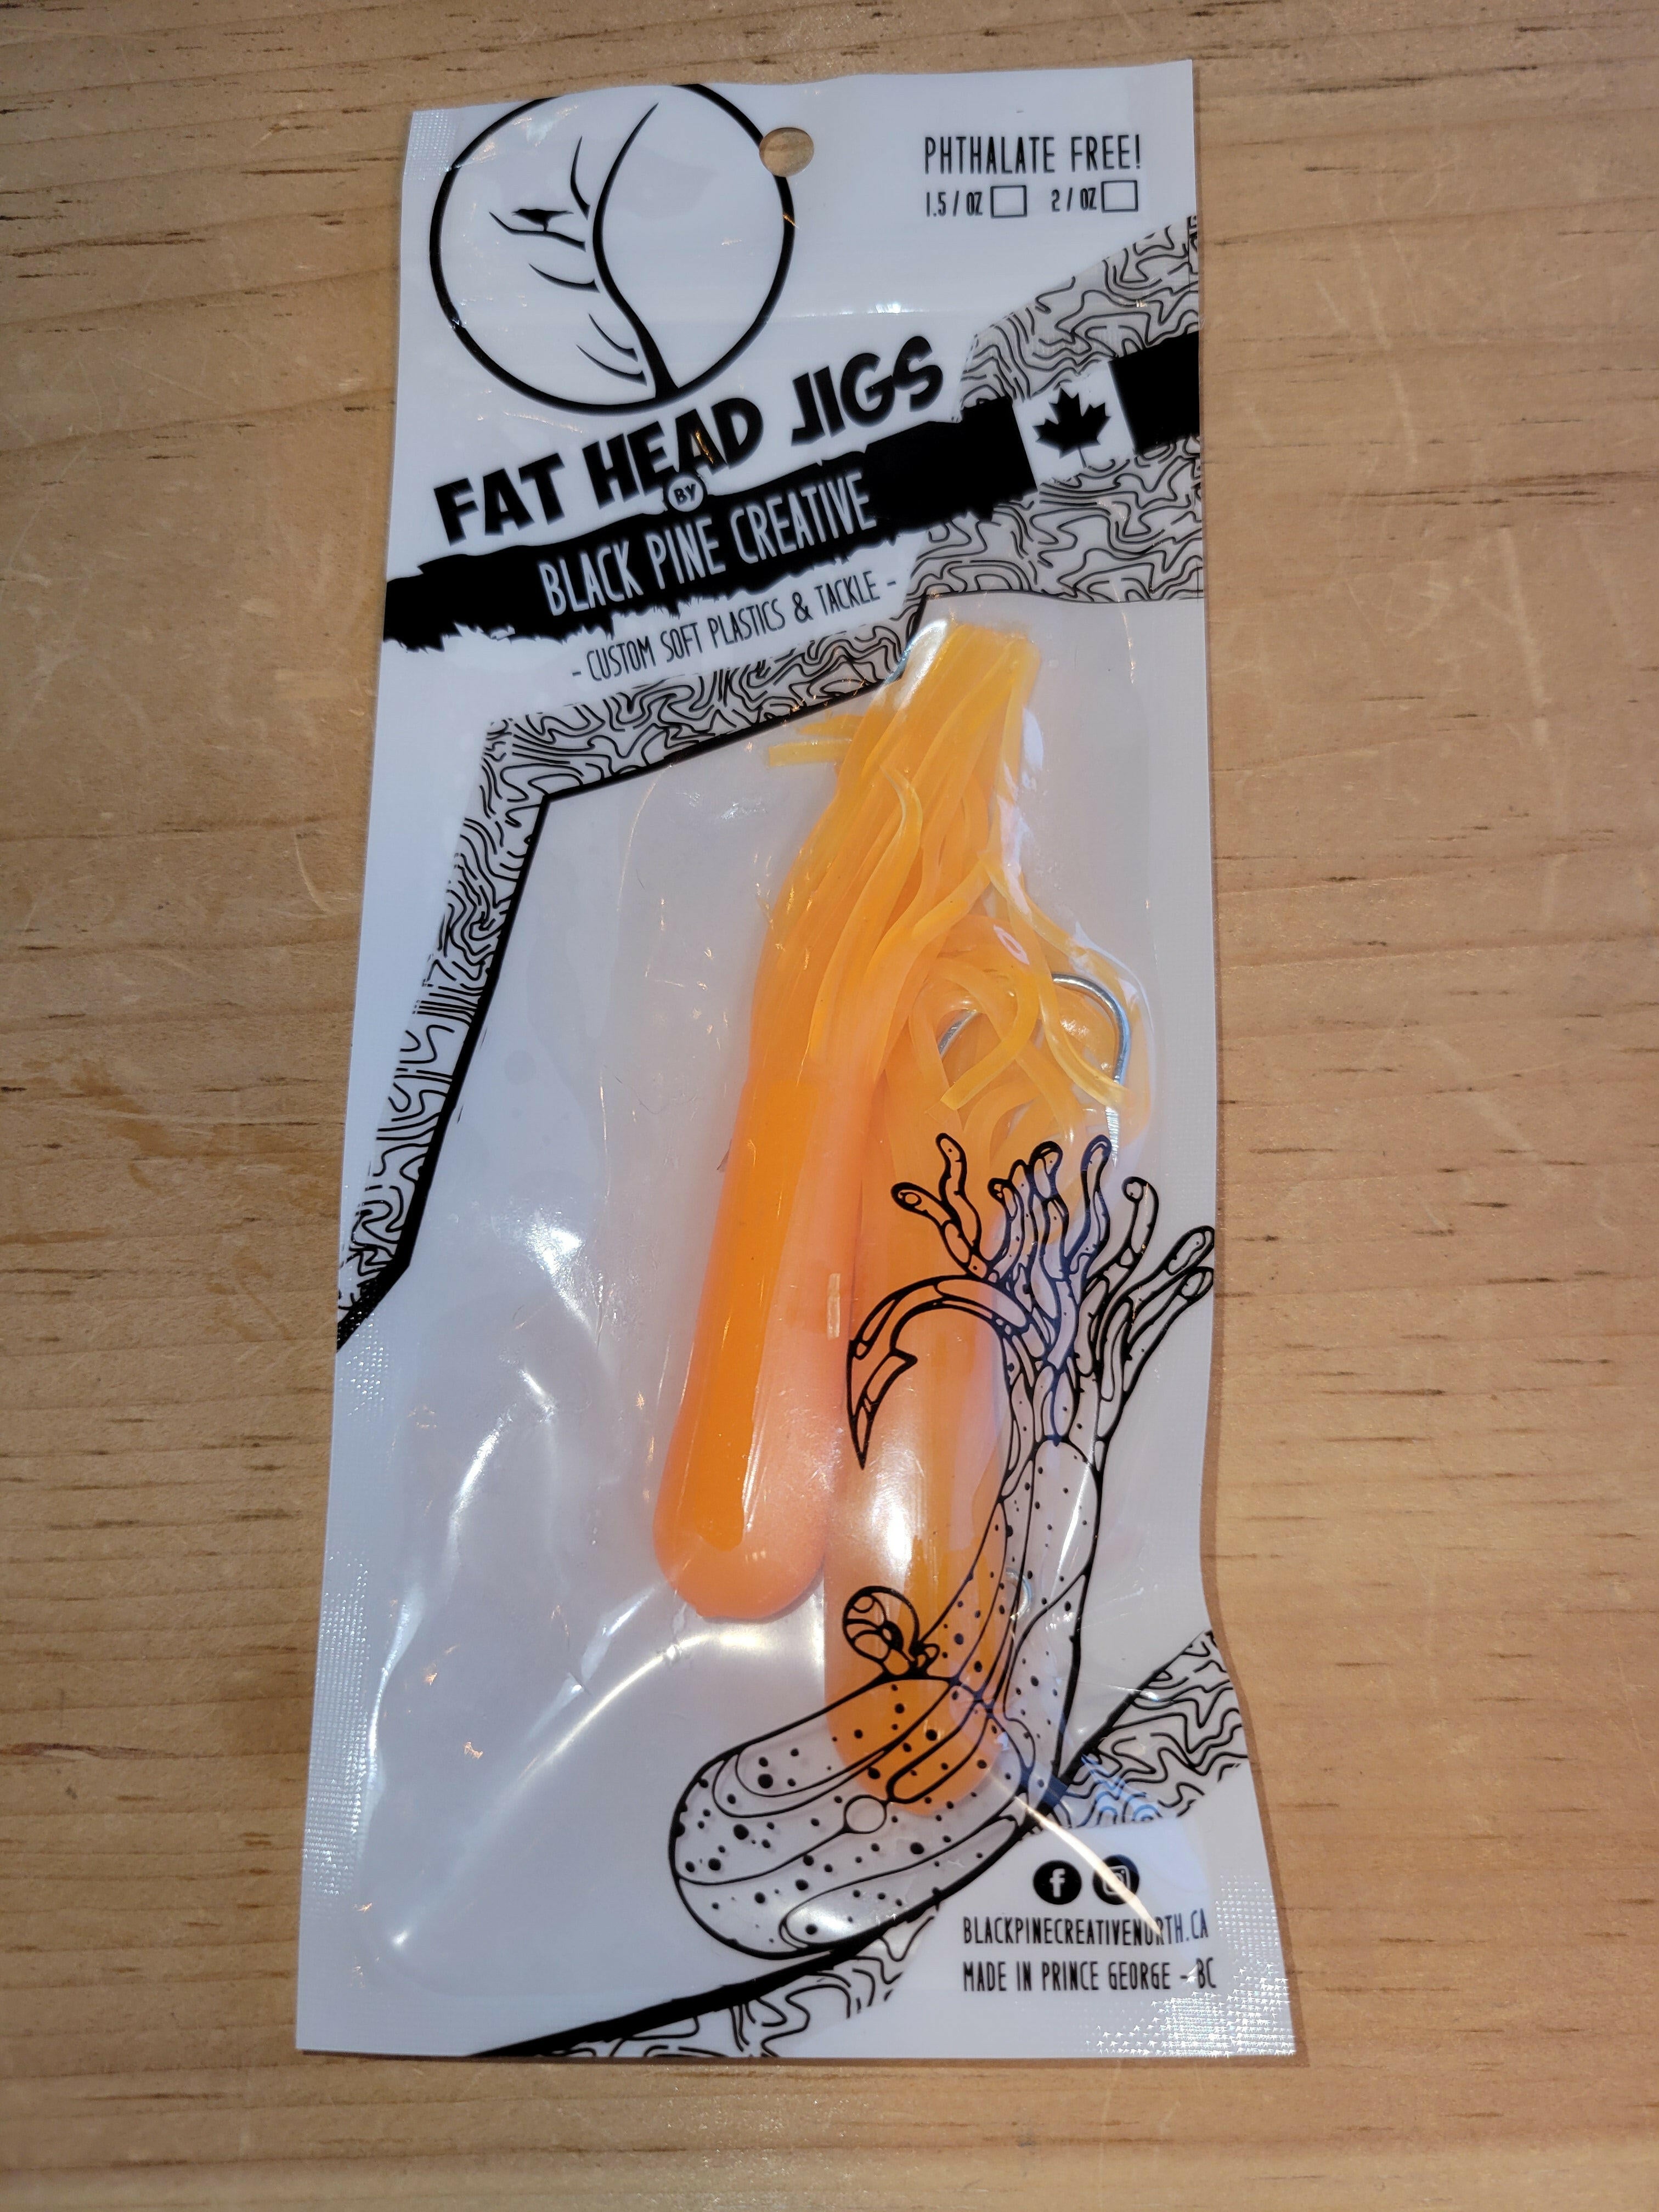 PHTHALATE FREE!
1.5 / OZ 2 / OZ
FAT HEAD JIGS
BY
BLACK PINE CREATIVE
- CUSTOM SOFT PLASTICS & TACKLE -
f
BLACKPINECREATIVENORTH.CA
MADE IN PRINCE GEORGE - BC